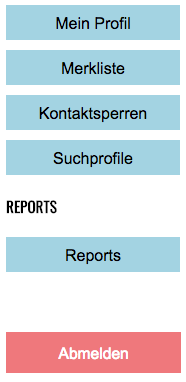 Mein Profil
Merkliste
Kontaktsperren
Suchprofile
REPORTS
Reports
Abmelden